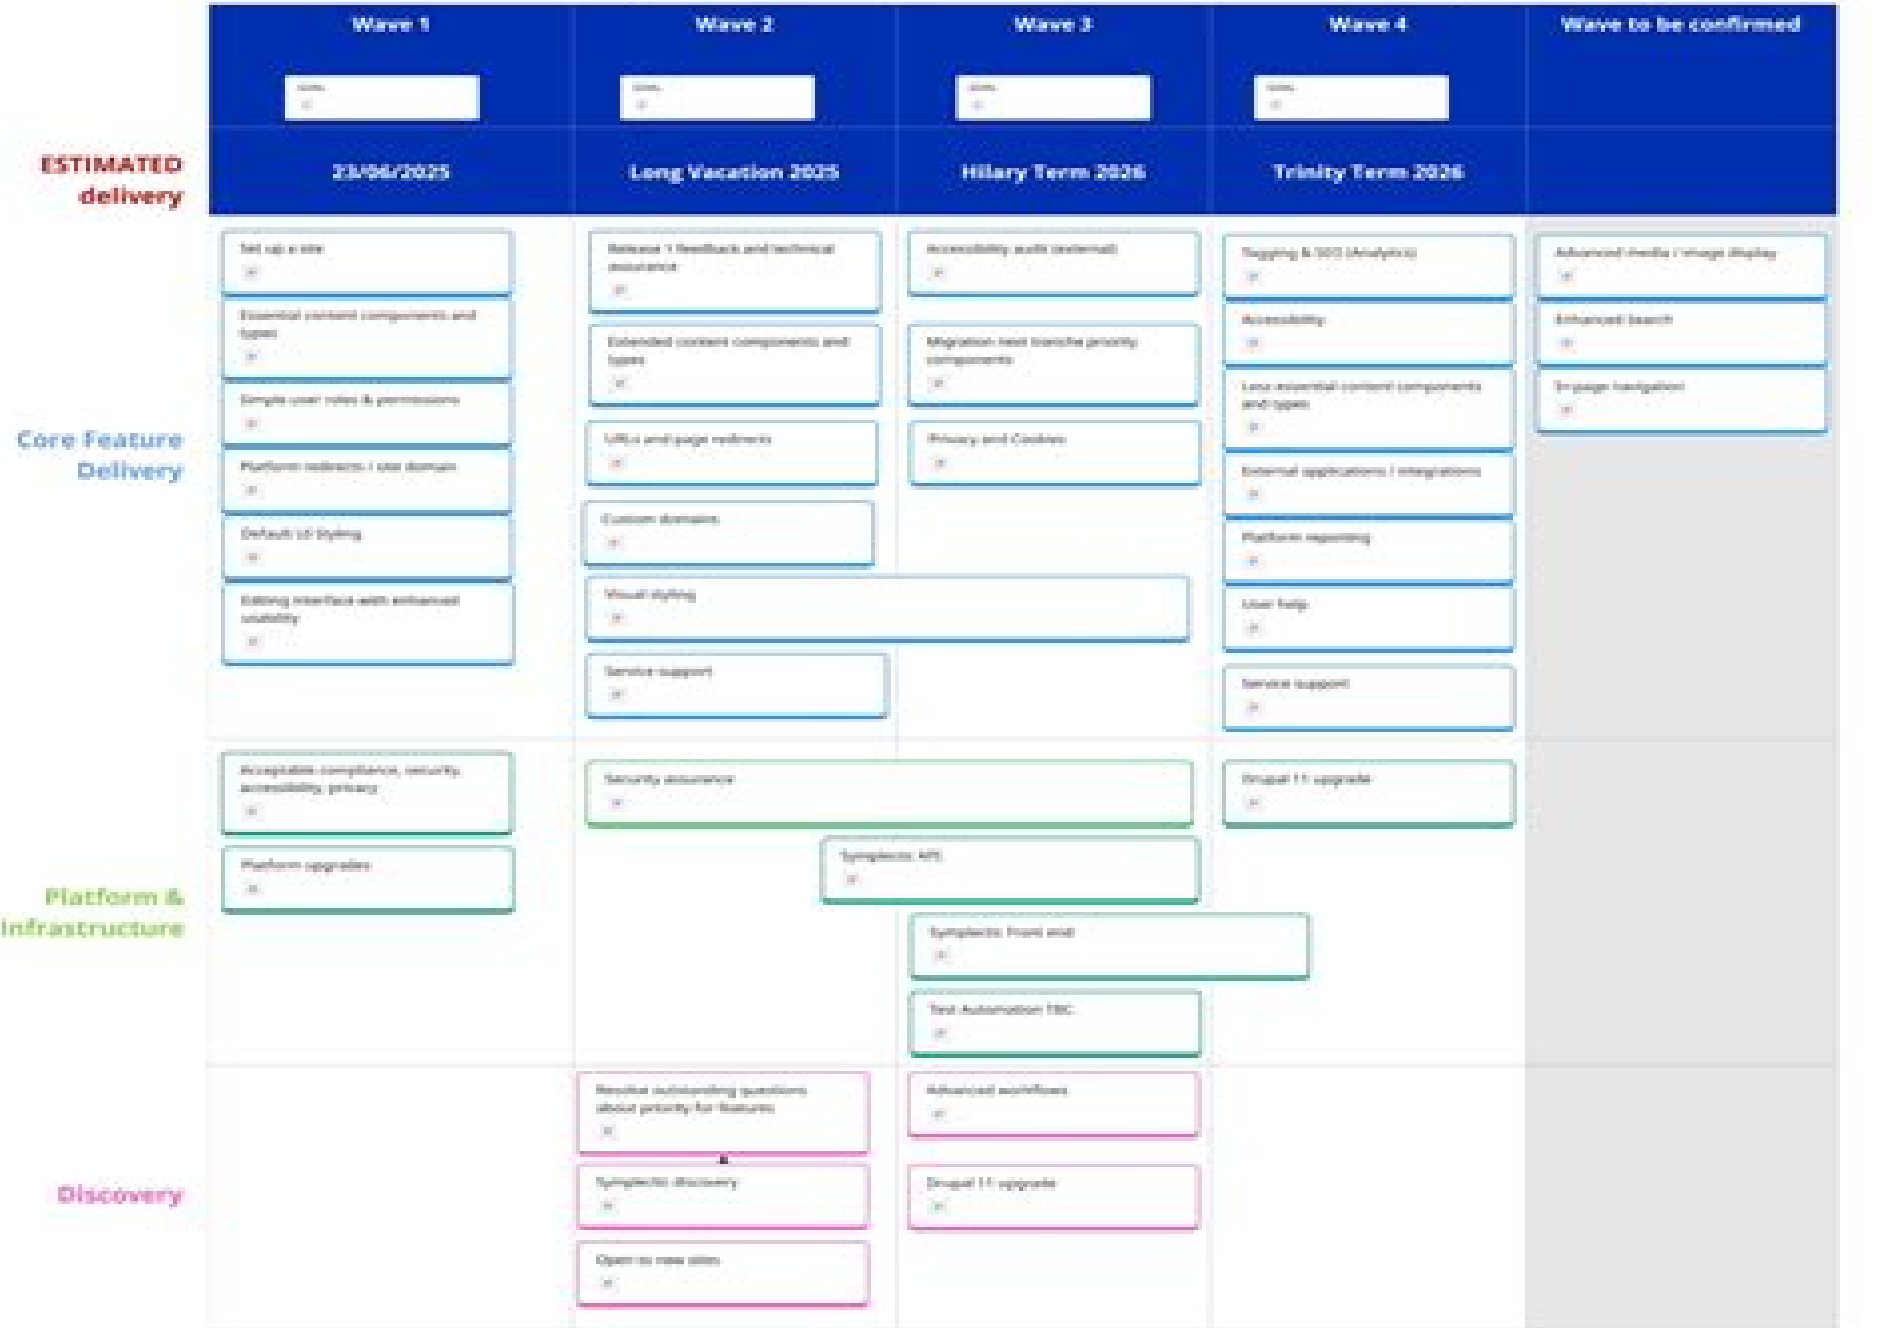 Wave 1
Wave 2
Wave 3
Wave 4
Wave to be confirmed
ESTIMATED
delivery
23/06/2025
Long Vacation 2025
Hilary Term 2026
Trinity Term 2026
Core Feature
Delivery
Set up a site
Essential content components and
types
Simple user roles & permissions
Platform redirects / site domain
Default UI Styling
Editing interface with enhanced
usability
Release 1 feedback and technical
assurance
Extended content components and
types
URLs and page redirects
Custom domains
Visual styling
Service support
Accessibility audit (external)
Migration next tranche priority
components
Privacy and Cookies
Tagging & SEO (Analytics)
Accessibility
Less essential content components
and types
External applications / integrations
Platform reporting
User help
Service support
Advanced media / image display
Enhanced Search
In-page navigation
Platform &
Infrastructure
Acceptable compliance, security,
accessibility, privacy
Platform upgrades
Security assurance
Symplectic API
Symplectic Front end
Test Automation TBC
Drupal 11 upgrade
Discovery
Resolve outstanding questions
about priority for features
Symplectic discovery
Open to new sites
Advanced workflows
Drupal 11 upgrade